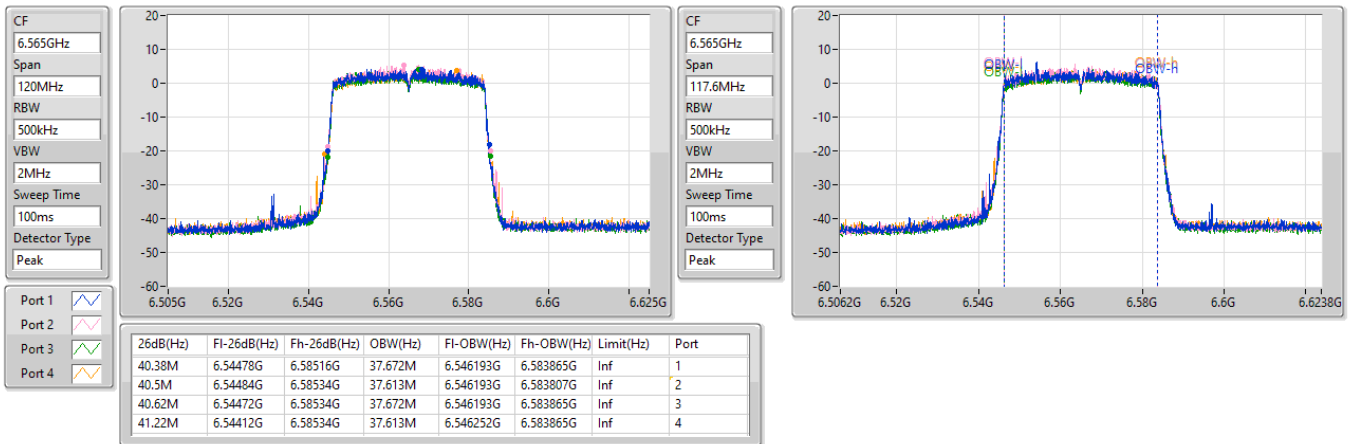 CF
6.565GHz
Span
120MHz
RBW
500kHz
VBW
2MHz
Sweep Time
100ms
Detector Type
Peak
20
10
0
-10
-20
-30
-40
-50
-60
6.505G 6.52G 6.54G 6.56G 6.58G 6.6G 6.625G
CF
6.565GHz
Span
117.6MHz
RBW
500kHz
VBW
2MHz
Sweep Time
100ms
Detector Type
Peak
20
10
0
-10
-20
-30
-40
-50
-60
OBW-l OBW-h
6.5062G 6.52G 6.54G 6.56G 6.58G 6.6G 6.6238G
Port 1
Port 2
Port 3
Port 4
26dB(Hz) Fl-26dB(Hz) Fh-26dB(Hz) OBW(Hz) Fl-OBW(Hz) Fh-OBW(Hz) Limit(Hz) Port
40.38M 6.54478G 6.58516G 37.672M 6.546193G 6.583865G Inf 1
40.5M 6.54484G 6.58534G 37.613M 6.546193G 6.583807G Inf 2
40.62M 6.54472G 6.58534G 37.672M 6.546193G 6.583865G Inf 3
41.22M 6.54412G 6.58534G 37.613M 6.546252G 6.583865G Inf 4